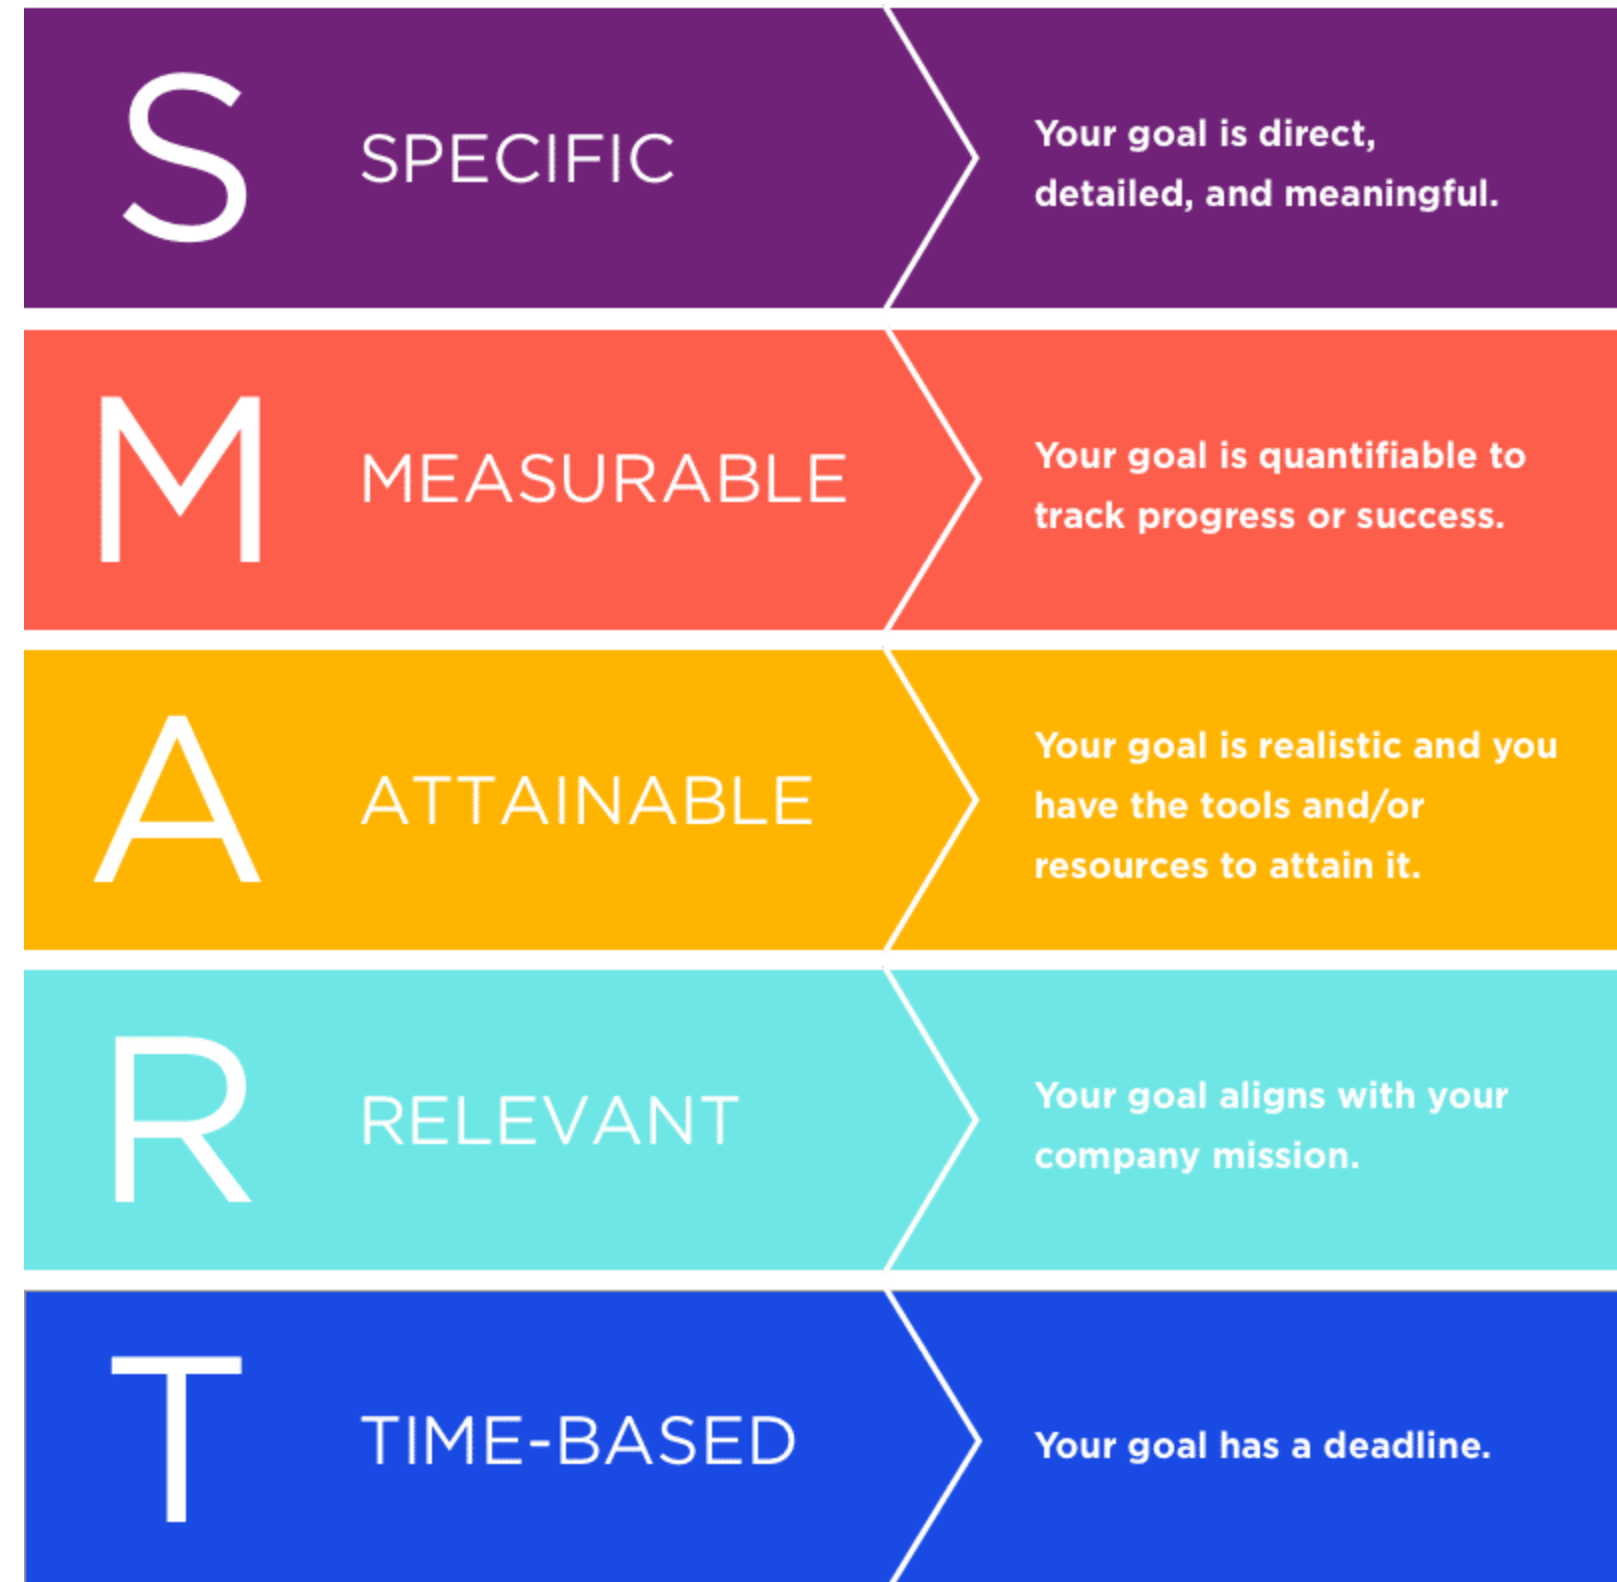 S
SPECIFIC
Your goal is direct,
detailed, and meaningful.
M
MEASURABLE
Your goal is quantifiable to
track progress or success.
A
ATTAINABLE
Your goal is realistic and you
have the tools and/or
resources to attain it.
R
RELEVANT
Your goal aligns with your
company mission.
T
TIME-BASED
Your goal has a deadline.